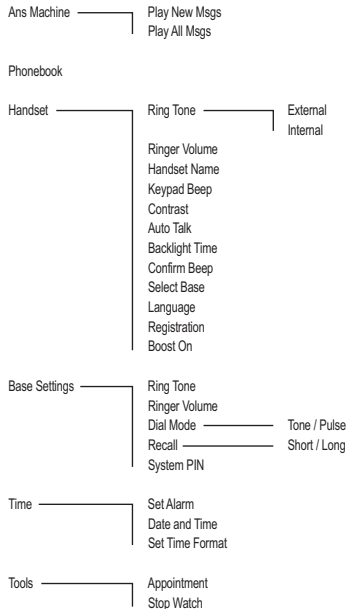 Ans Machine Play New Msgs
Play All Msgs
Phonebook
Handset Ring Tone External
Internal
Ringer Volume
Handset Name
Keypad Beep
Contrast
Auto Talk
Backlight Time
Confirm Beep
Select Base
Language
Registration
Boost On
Base Settings Ring Tone
Ringer Volume
Dial Mode Tone / Pulse
Recall Short / Long
System PIN
Time Set Alarm
Date and Time
Set Time Format
Tools Appointment
Stop Watch